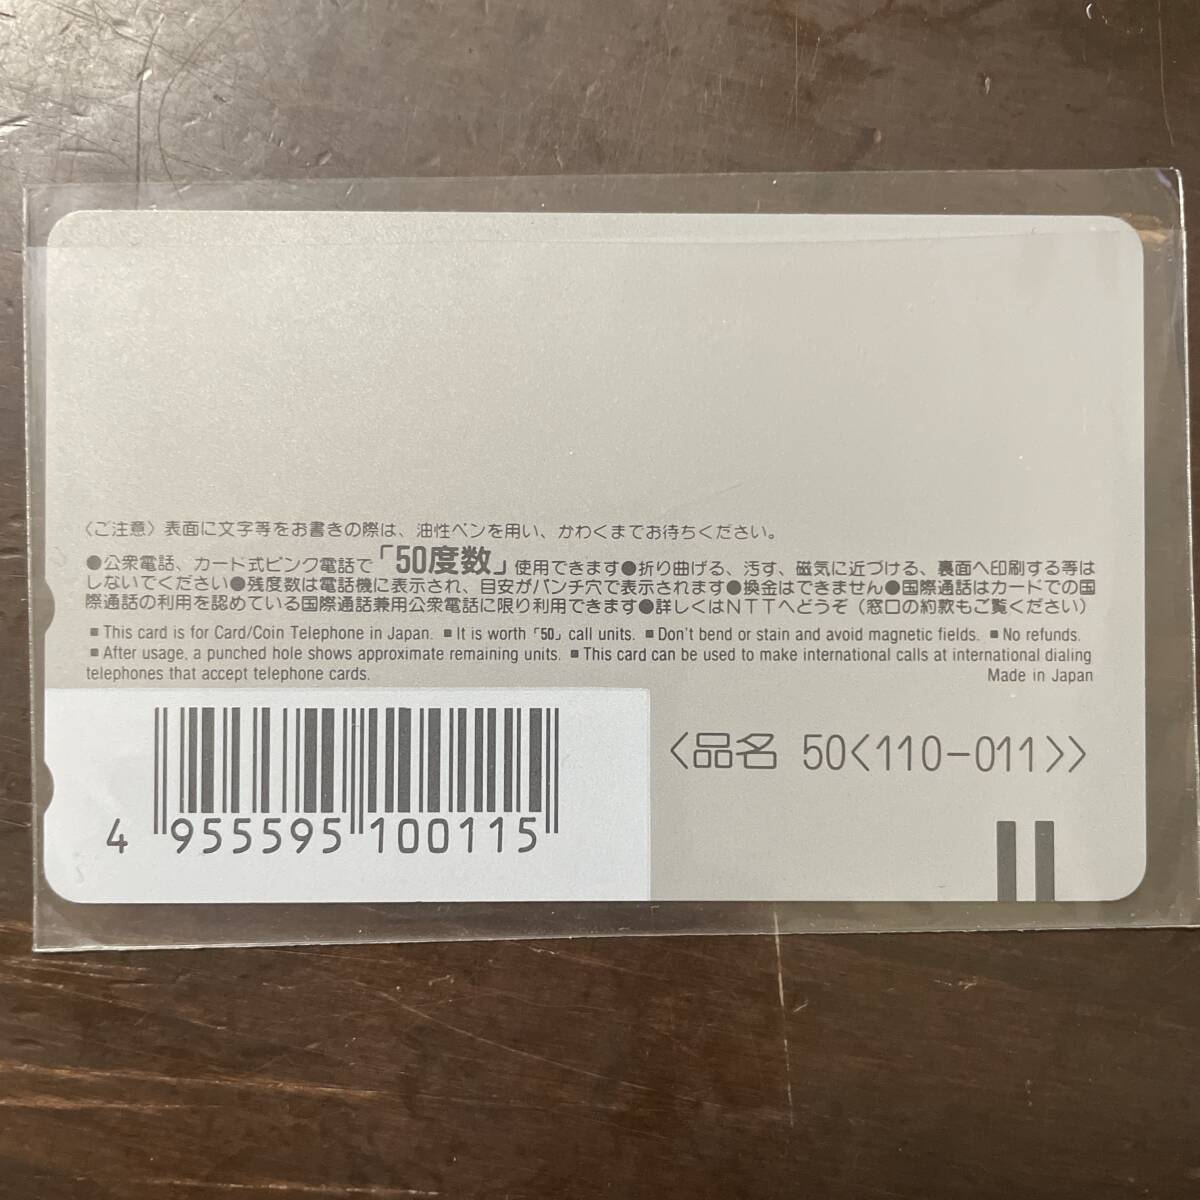 〈ご注意〉表面に文字等をお書きの際は、油性ペンを用い、かわくまでお待ちください。
●公衆電話、カード式ピンク電話で「50度数」使用できます●折り曲げる、汚す、磁気に近づける、裏面へ印刷する等は
しないでください●残度数は電話機に表示され、目安がパンチ穴で表示されます●換金はできません●国際通話はカードでの国
際通話の利用を認めている国際通話兼用公衆電話に限り利用できます●詳しくはNTTへどうぞ（窓口の約款もご覧ください）
■ This card is for Card/Coin Telephone in Japan. ■ It is worth「50」call units. ■ Don't bend or stain and avoid magnetic fields. ■ No refunds.
■ After usage, a punched hole shows approximate remaining units. ■ This card can be used to make international calls at international dialing
telephones that accept telephone cards. Made in Japan
〈品名 50〈110-011〉〉
4 955595 100115